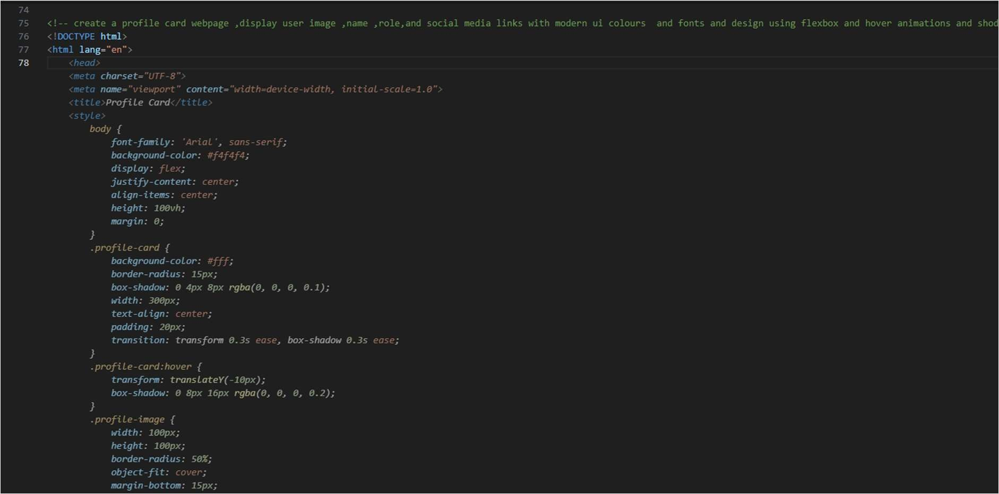 74
75 <!-- create a profile card webpage ,display user image ,name ,role,and social media links with modern ui colours  and fonts and design using flexbox and hover animations and shad
76 <!DOCTYPE html>
77 <html lang="en">
78     <head>
    <meta charset="UTF-8">
    <meta name="viewport" content="width=device-width, initial-scale=1.0">
    <title>Profile Card</title>
    <style>
        body {
            font-family: 'Arial', sans-serif;
            background-color: #f4f4f4;
            display: flex;
            justify-content: center;
            align-items: center;
            height: 100vh;
            margin: 0;
        }
        .profile-card {
            background-color: #fff;
            border-radius: 15px;
            box-shadow: 0 4px 8px rgba(0, 0, 0, 0.1);
            width: 300px;
            text-align: center;
            padding: 20px;
            transition: transform 0.3s ease, box-shadow 0.3s ease;
        }
        .profile-card:hover {
            transform: translateY(-10px);
            box-shadow: 0 8px 16px rgba(0, 0, 0, 0.2);
        }
        .profile-image {
            width: 100px;
            height: 100px;
            border-radius: 50%;
            object-fit: cover;
            margin-bottom: 15px;